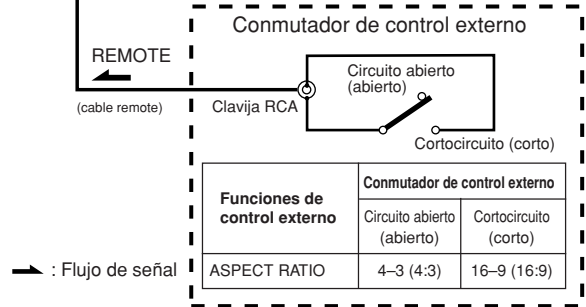 Conmutador de control externo
REMOTE
(cable remote)
Clavija RCA
Circuito abierto
(abierto)
Cortocircuito (corto)
Funciones de
control externo
Conmutador de control externo
Circuito abierto
(abierto)
Cortocircuito
(corto)
ASPECT RATIO
4–3 (4:3)
16–9 (16:9)
: Flujo de señal